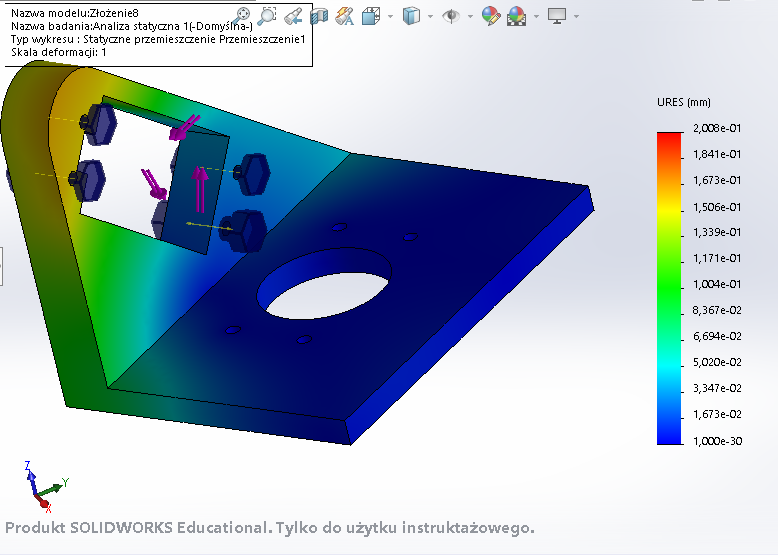 Nazwa modelu:Złożenie8
Nazwa badania:Analiza statyczna 1(-Domyślna-)
Typ wykresu : Statyczne przemieszczenie Przemieszczenie1
Skala deformacji: 1
URES (mm)
2,008e-01
1,841e-01
1,673e-01
1,506e-01
1,339e-01
1,171e-01
1,004e-01
8,367e-02
6,694e-02
5,020e-02
3,347e-02
1,673e-02
1,000e-30
Z
Y
X
Produkt SOLIDWORKS Educational. Tylko do użytku instruktażowego.